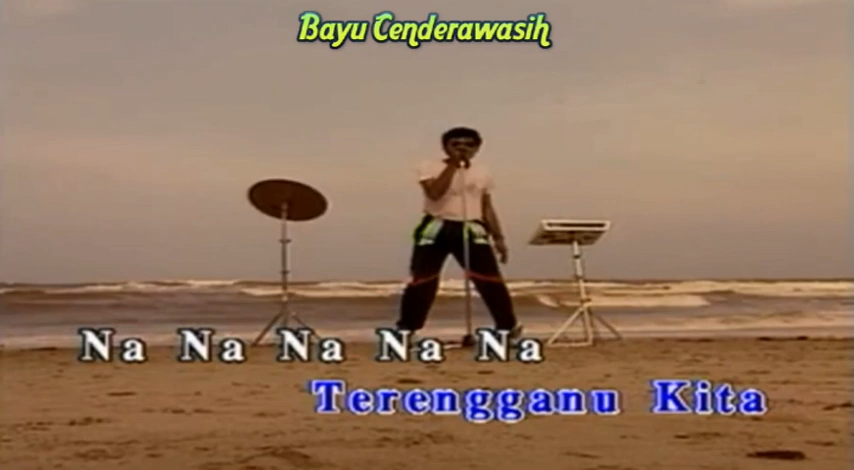 Bayu Cenderawasih
Na Na Na Na Na
Terengganu Kita